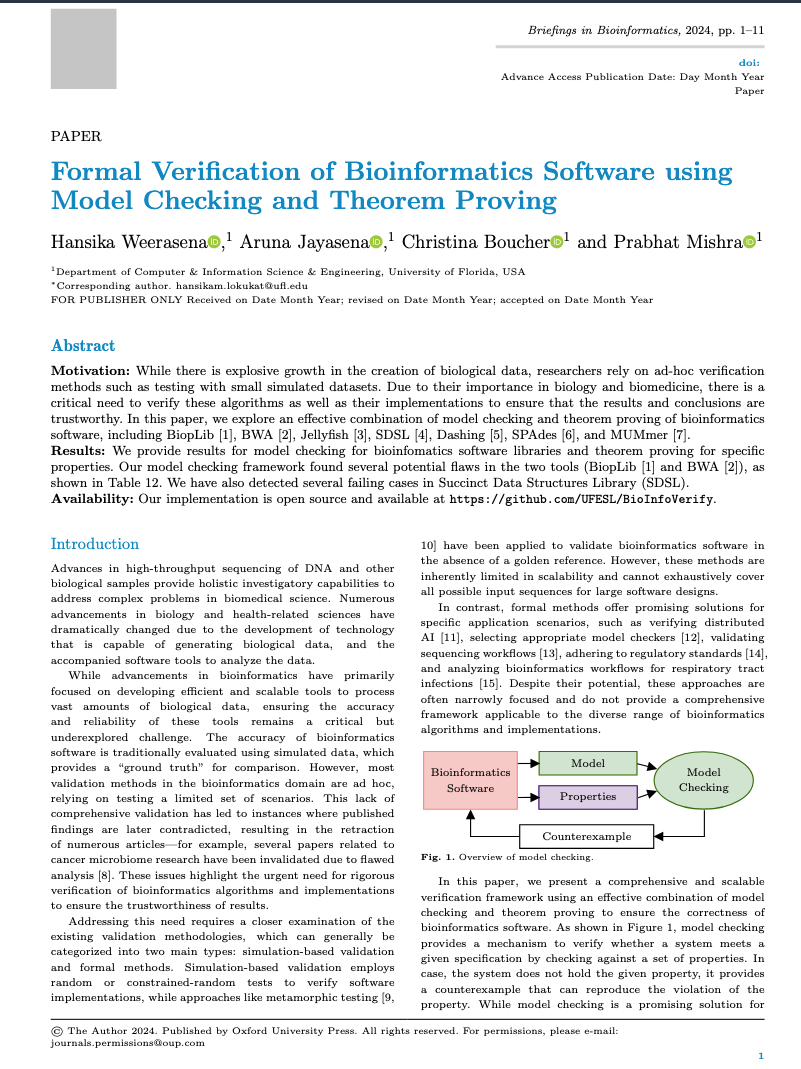 Briefings in Bioinformatics, 2024, pp. 1–11
doi:
Advance Access Publication Date: Day Month Year
Paper
PAPER
Formal Verification of Bioinformatics Software using
Model Checking and Theorem Proving
Hansika Weerasena iD,1 Aruna Jayasena iD,1 Christina Boucher iD 1 and Prabhat Mishra iD 1
1Department of Computer & Information Science & Engineering, University of Florida, USA
*Corresponding author. hansikam.lokukat@ufl.edu
FOR PUBLISHER ONLY Received on Date Month Year; revised on Date Month Year; accepted on Date Month Year
Abstract
Motivation: While there is explosive growth in the creation of biological data, researchers rely on ad-hoc verification
methods such as testing with small simulated datasets. Due to their importance in biology and biomedicine, there is a
critical need to verify these algorithms as well as their implementations to ensure that the results and conclusions are
trustworthy. In this paper, we explore an effective combination of model checking and theorem proving of bioinformatics
software, including BiopLib [1], BWA [2], Jellyfish [3], SDSL [4], Dashing [5], SPAdes [6], and MUMmer [7].
Results: We provide results for model checking for bioinfomatics software libraries and theorem proving for specific
properties. Our model checking framework found several potential flaws in the two tools (BiopLib [1] and BWA [2]), as
shown in Table 12. We have also detected several failing cases in Succinct Data Structures Library (SDSL).
Availability: Our implementation is open source and available at https://github.com/UFESL/BioInfoVerify.
Introduction
Advances in high-throughput sequencing of DNA and other
biological samples provide holistic investigatory capabilities to
address complex problems in biomedical science. Numerous
advancements in biology and health-related sciences have
dramatically changed due to the development of technology
that is capable of generating biological data, and the
accompanied software tools to analyze the data.
While advancements in bioinformatics have primarily
focused on developing efficient and scalable tools to process
vast amounts of biological data, ensuring the accuracy
and reliability of these tools remains a critical but
underexplored challenge. The accuracy of bioinformatics
software is traditionally evaluated using simulated data, which
provides a “ground truth” for comparison. However, most
validation methods in the bioinformatics domain are ad hoc,
relying on testing a limited set of scenarios. This lack of
comprehensive validation has led to instances where published
findings are later contradicted, resulting in the retraction
of numerous articles—for example, several papers related to
cancer microbiome research have been invalidated due to flawed
analysis [8]. These issues highlight the urgent need for rigorous
verification of bioinformatics algorithms and implementations
to ensure the trustworthiness of results.
Addressing this need requires a closer examination of the
existing validation methodologies, which can generally be
categorized into two main types: simulation-based validation
and formal methods. Simulation-based validation employs
random or constrained-random tests to verify software
implementations, while approaches like metamorphic testing [9,
10] have been applied to validate bioinformatics software in
the absence of a golden reference. However, these methods are
inherently limited in scalability and cannot exhaustively cover
all possible input sequences for large software designs.
In contrast, formal methods offer promising solutions for
specific application scenarios, such as verifying distributed
AI [11], selecting appropriate model checkers [12], validating
sequencing workflows [13], adhering to regulatory standards [14],
and analyzing bioinformatics workflows for respiratory tract
infections [15]. Despite their potential, these approaches are
often narrowly focused and do not provide a comprehensive
framework applicable to the diverse range of bioinformatics
algorithms and implementations.
Bioinformatics
Software
Model
Properties
Model
Checking
Counterexample
Fig. 1. Overview of model checking.
In this paper, we present a comprehensive and scalable
verification framework using an effective combination of model
checking and theorem proving to ensure the correctness of
bioinformatics software. As shown in Figure 1, model checking
provides a mechanism to verify whether a system meets a
given specification by checking against a set of properties. In
case, the system does not hold the given property, it provides
a counterexample that can reproduce the violation of the
property. While model checking is a promising solution for
© The Author 2024. Published by Oxford University Press. All rights reserved. For permissions, please e-mail:
journals.permissions@oup.com
1